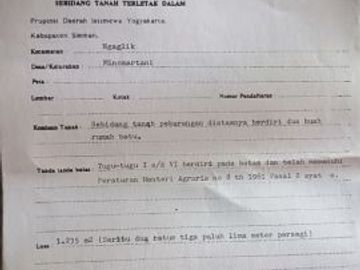 SEBIDANG TANAH TERLETAK DALAM
Propinsi Daerah Istimewa Yogyakarta.
Kabupaten Sleman.
Kecamatan Ngaglik
Desa/Kelurahan : Minomartani
Peta
Lembar Kotak Nomor Pendaftaran
Keadaan Tanah : Sebidang tanah pekarangan diatasnya berdiri dua buah
rumah batu.
Tanda tanda batas : Tugu-tugu I s/d VI berdiri pada batas dan telah memenuhi
Peraturan Menteri Agraria no 8 th 1961 Pasal 2 ayat
Luas 1.235 m2 (Seribu dua ratus tiga puluh lima meter persegi)